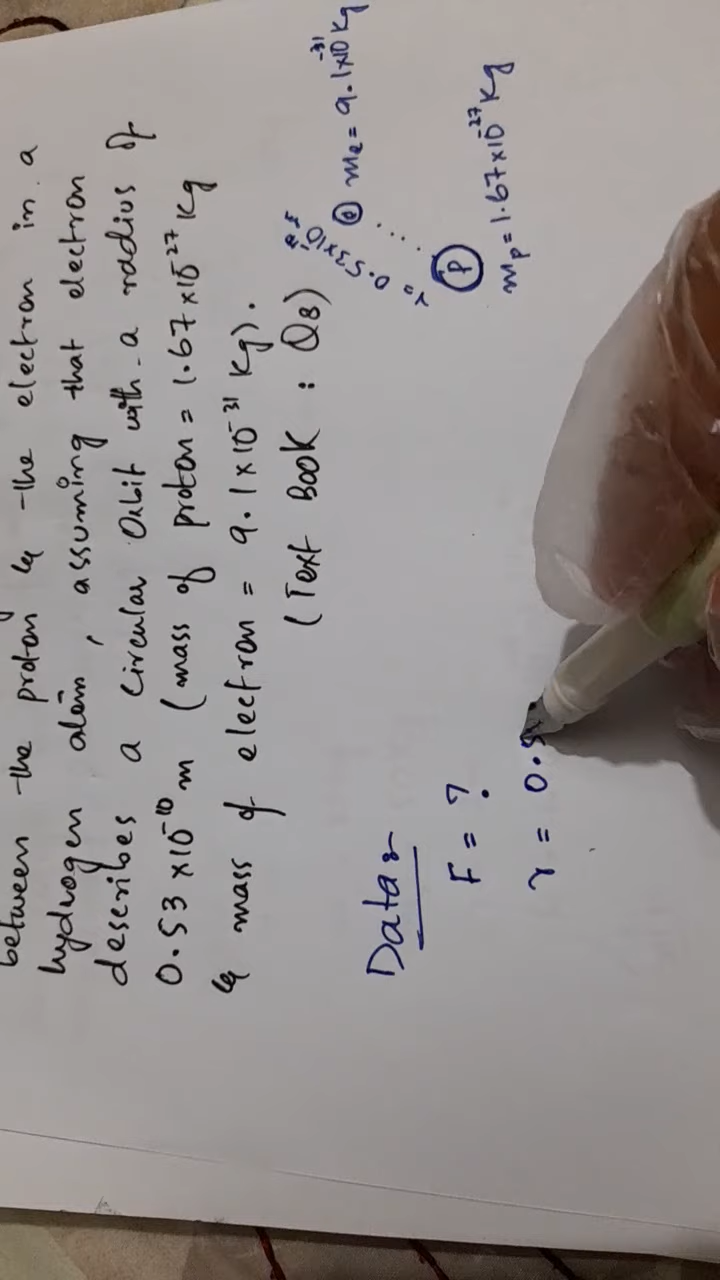 between the proton & the electron in a
hydrogen atom, assuming that electron
describes a circular orbit with a radius of
0.53 ×10⁻¹⁰ m (mass of proton = 1.67×10⁻²⁷ Kg
& mass of electron = 9.1×10⁻³¹ Kg).
(Text Book : Q8)
e me = 9.1×10⁻³¹ Kg
0.53×10⁻¹⁰
"r"
p
mp = 1.67×10⁻²⁷ Kg
Data
F = ?
r = 0.5